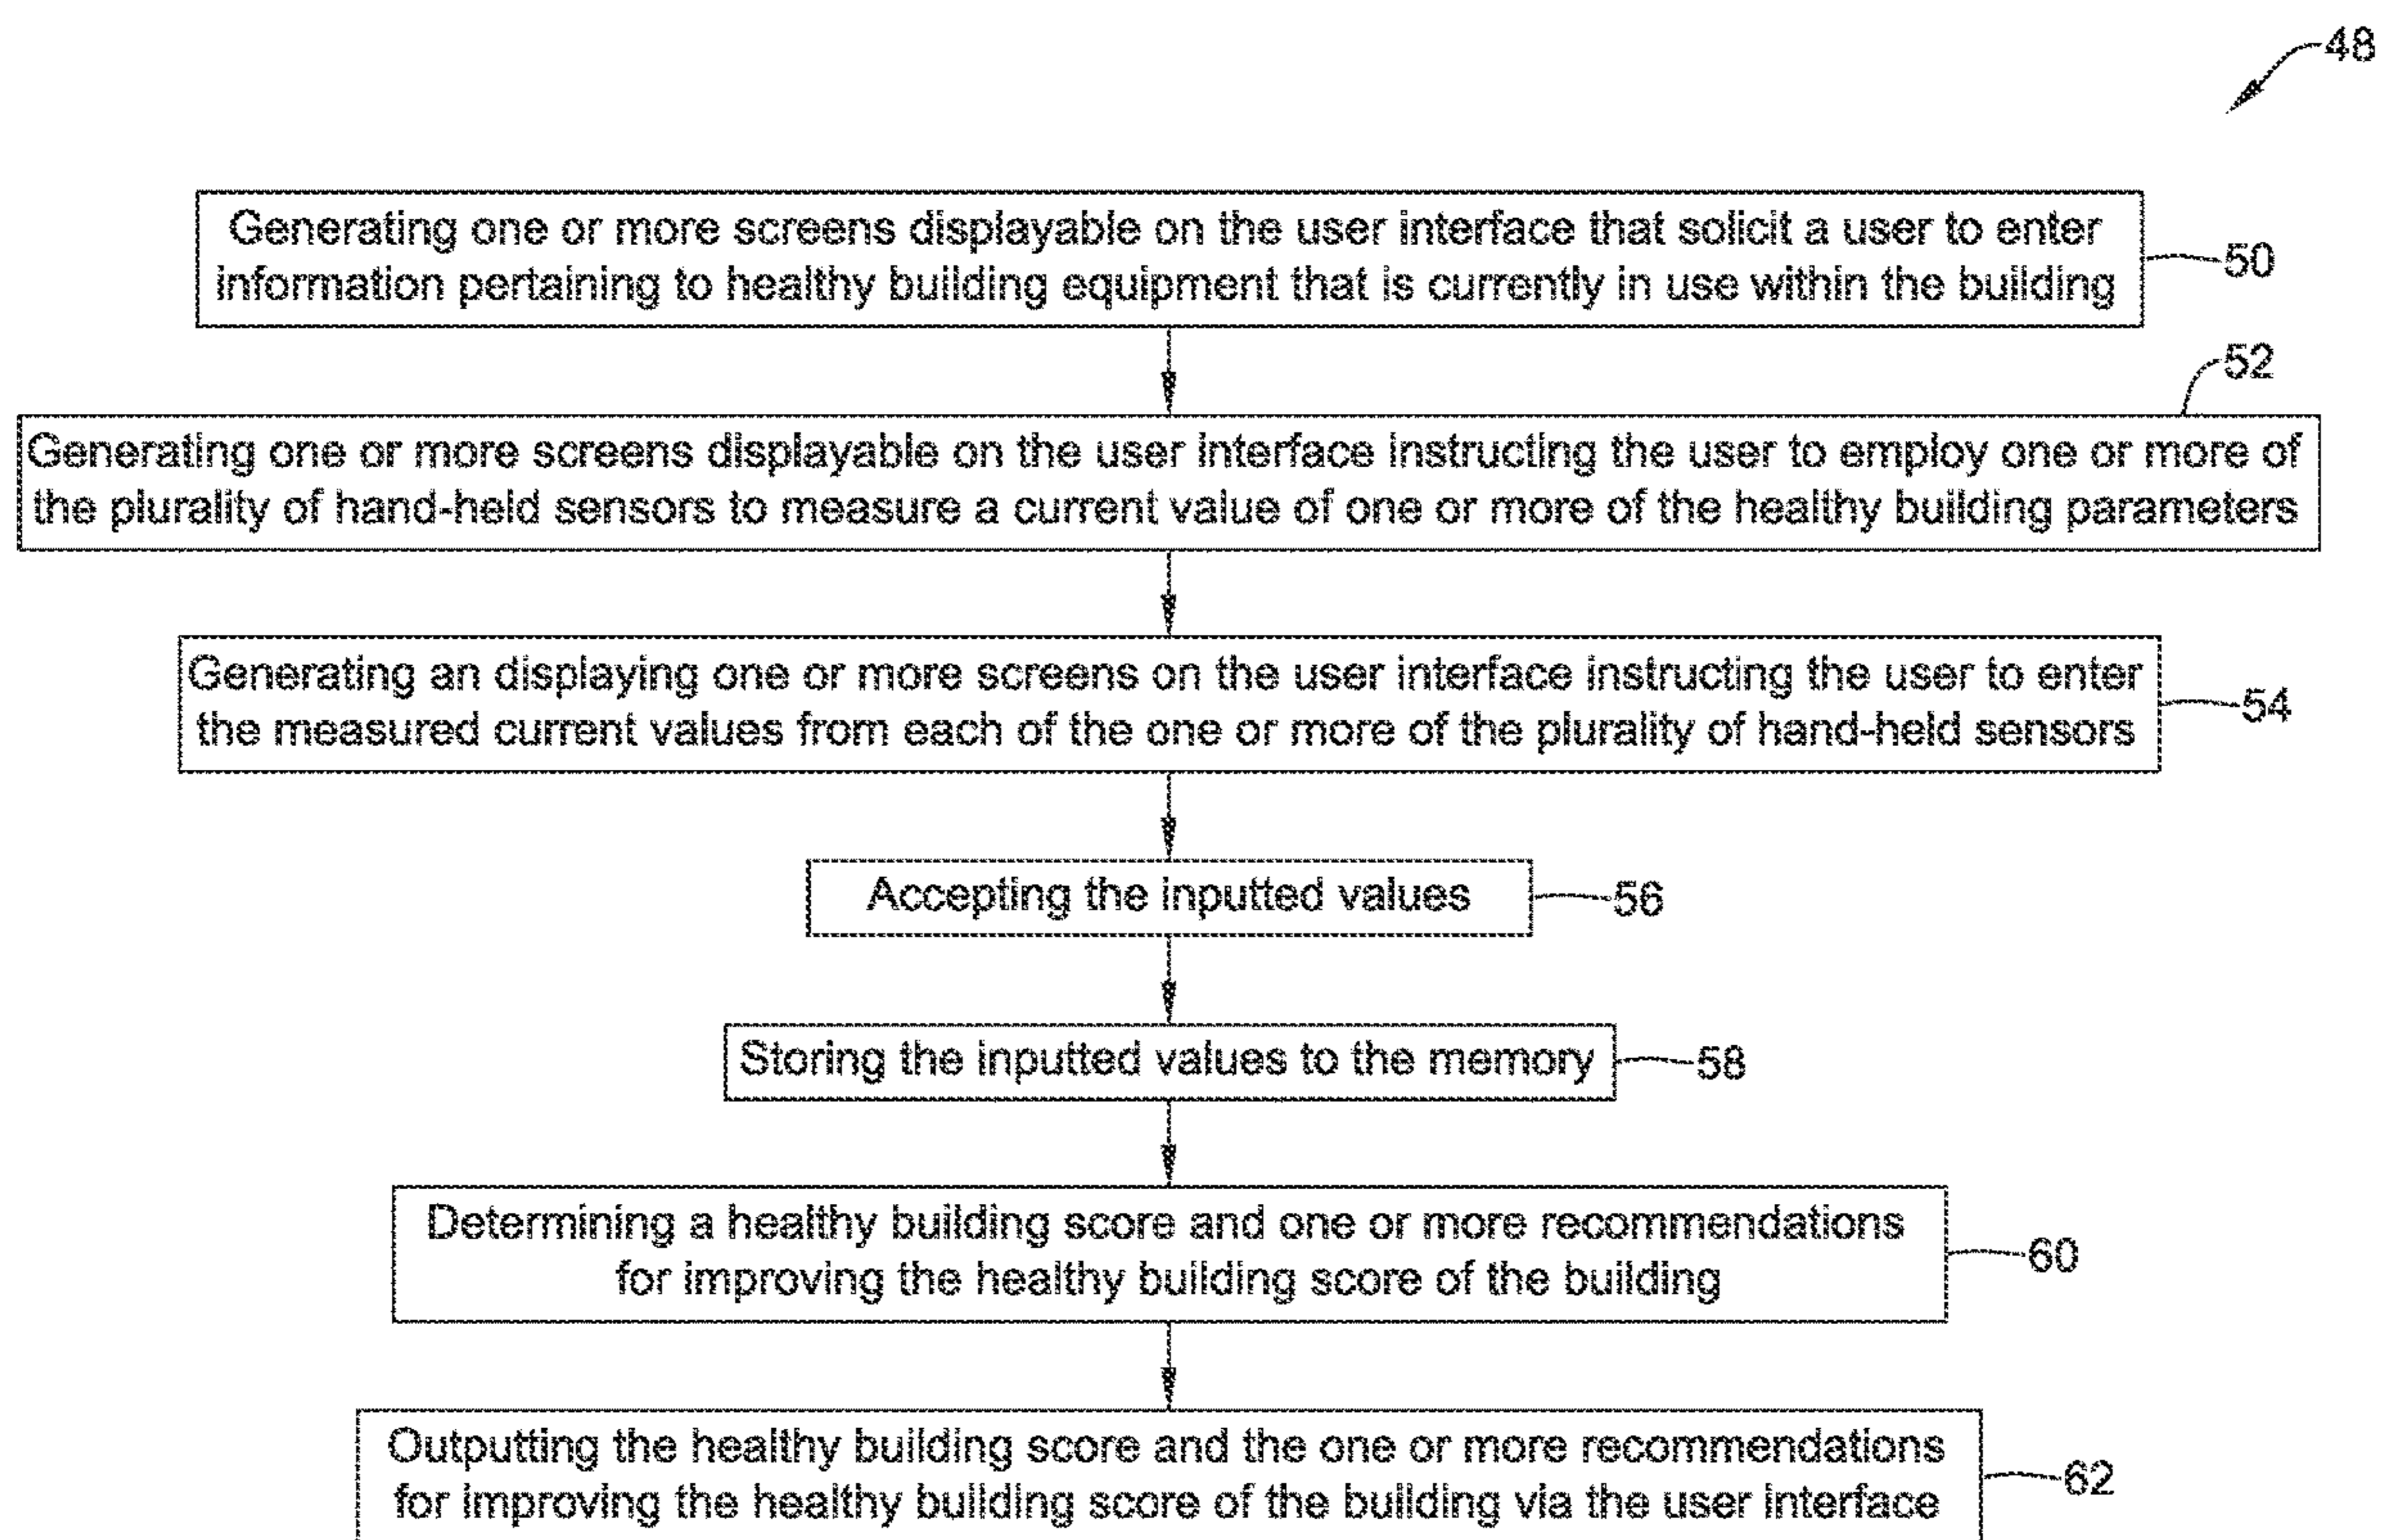 48
Generating one or more screens displayable on the user interface that solicit a user to enter
information pertaining to healthy building equipment that is currently in use within the building
50
52
Generating one or more screens displayable on the user interface instructing the user to employ one or more of
the plurality of hand-held sensors to measure a current value of one or more of the healthy building parameters
Generating an displaying one or more screens on the user interface instructing the user to enter
the measured current values from each of the one or more of the plurality of hand-held sensors
54
Accepting the inputted values
56
Storing the inputted values to the memory
58
Determining a healthy building score and one or more recommendations
for improving the healthy building score of the building
60
Outputting the healthy building score and the one or more recommendations
for improving the healthy building score of the building via the user interface
62